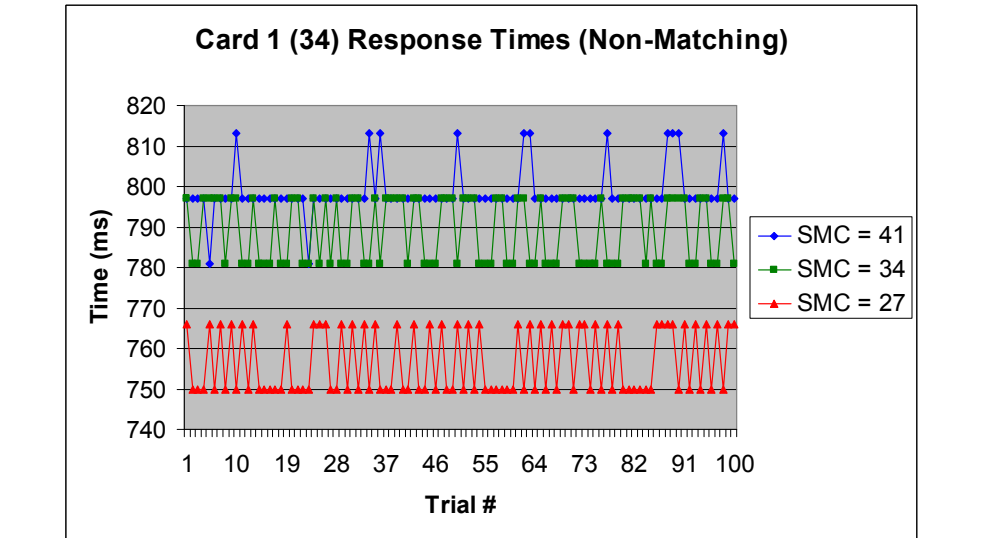 Card 1 (34) Response Times (Non-Matching)
820
810
800
790
780
770
760
750
740
Time (ms)
1 10 19 28 37 46 55 64 73 82 91 100
Trial #
SMC = 41
SMC = 34
SMC = 27